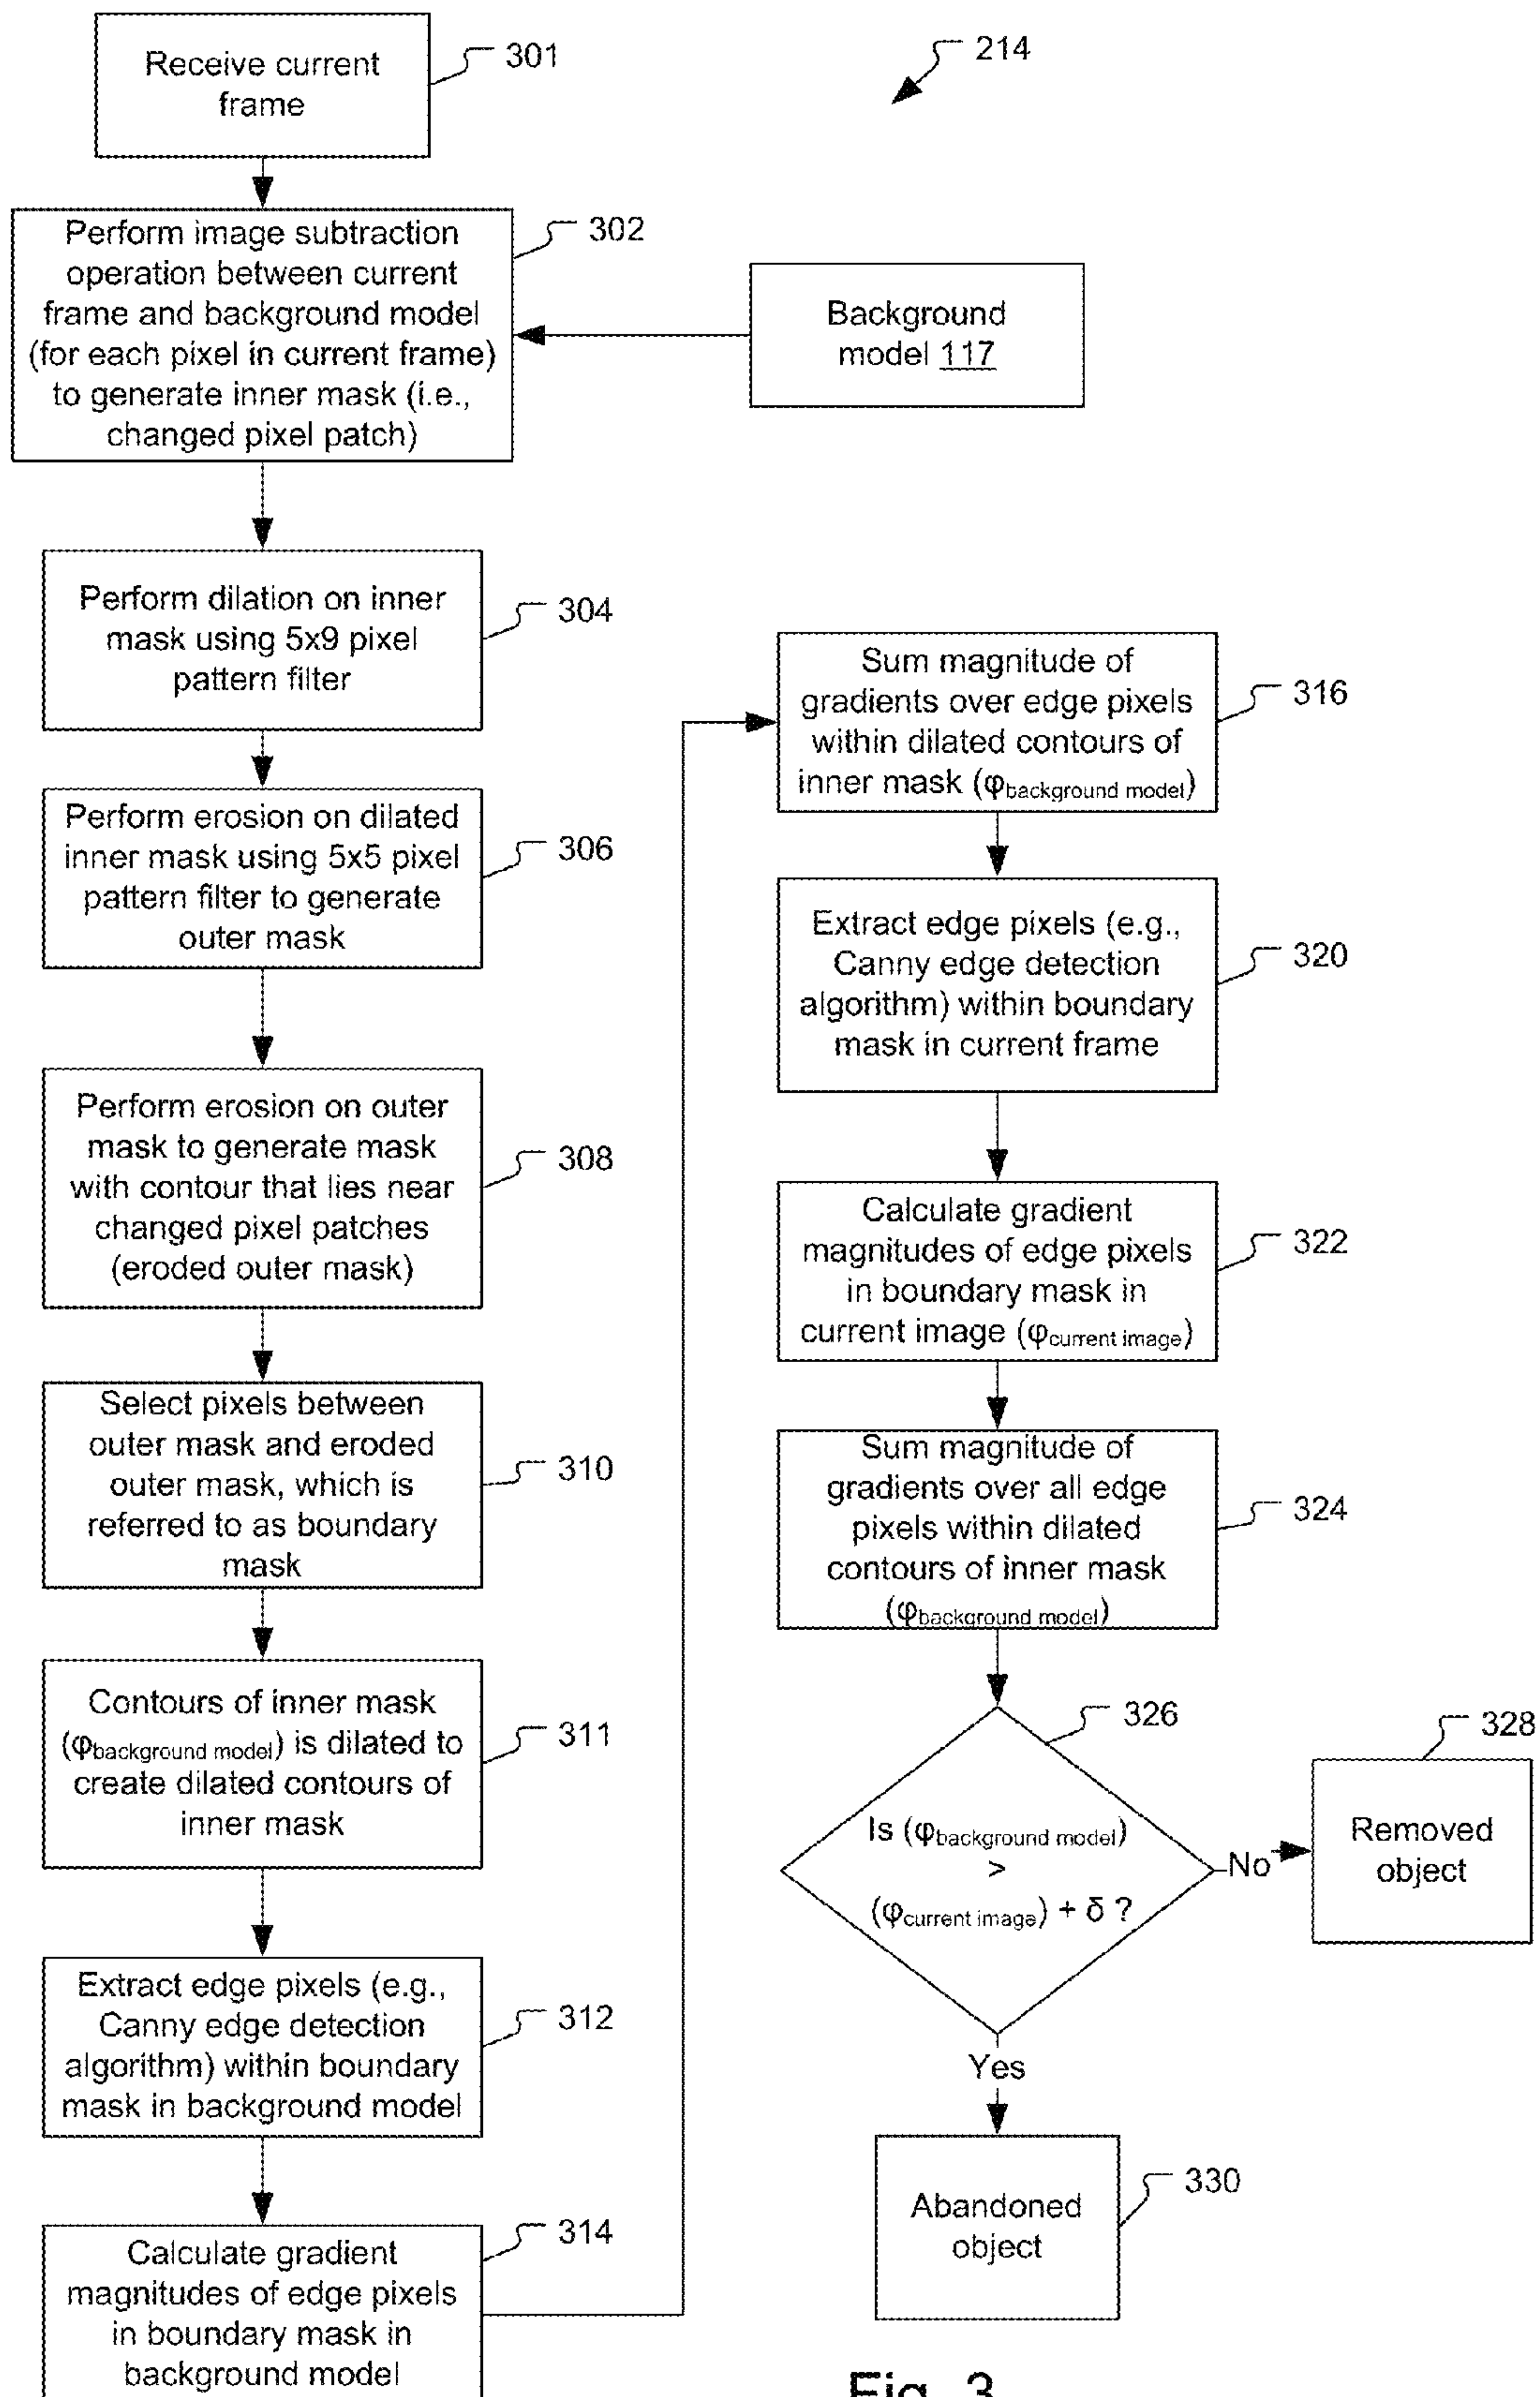 Receive current
frame
301
214
Perform image subtraction
operation between current
frame and background model
(for each pixel in current frame)
to generate inner mask (i.e.,
changed pixel patch)
302
Background
model 117
Perform dilation on inner
mask using 5x9 pixel
pattern filter
304
Perform erosion on dilated
inner mask using 5x5 pixel
pattern filter to generate
outer mask
306
Perform erosion on outer
mask to generate mask
with contour that lies near
changed pixel patches
(eroded outer mask)
308
Select pixels between
outer mask and eroded
outer mask, which is
referred to as boundary
mask
310
Contours of inner mask
(φbackground model) is dilated to
create dilated contours of
inner mask
311
Extract edge pixels (e.g.,
Canny edge detection
algorithm) within boundary
mask in background model
312
Calculate gradient
magnitudes of edge pixels
in boundary mask in
background model
314
Sum magnitude of
gradients over edge pixels
within dilated contours of
inner mask (φbackground model)
316
Extract edge pixels (e.g.,
Canny edge detection
algorithm) within boundary
mask in current frame
320
Calculate gradient
magnitudes of edge pixels
in boundary mask in
current image (φcurrent image)
322
Sum magnitude of
gradients over all edge
pixels within dilated
contours of inner mask
(φbackground model)
324
Is (φbackground model)
>
(φcurrent image) + δ ?
326
No
Removed
object
328
Yes
Abandoned
object
330
Fig. 3